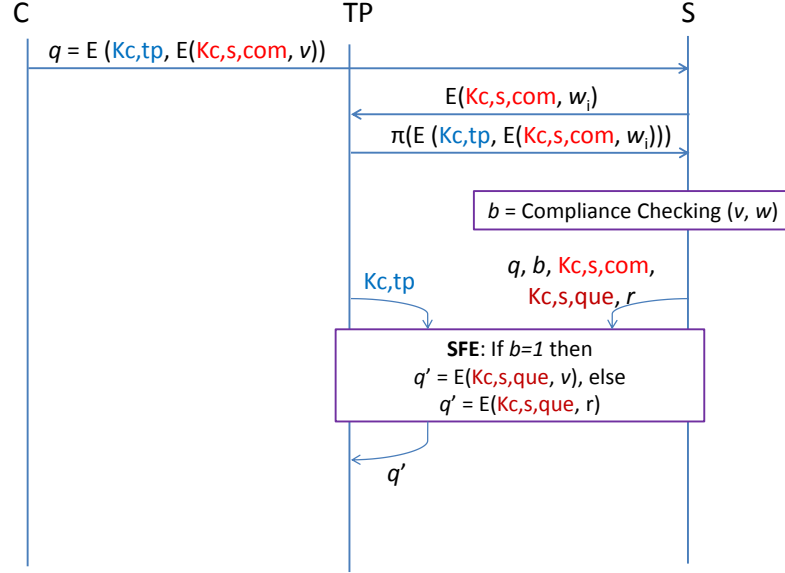 C TP S
q = E (Kc,tp, E(Kc,s,com, v))
E(Kc,s,com, wi)
π(E (Kc,tp, E(Kc,s,com, wi)))
b = Compliance Checking (v, w)
Kc,tp
q, b, Kc,s,com,
Kc,s,que, r
SFE: If b=1 then
q’ = E(Kc,s,que, v), else
q’ = E(Kc,s,que, r)
q’